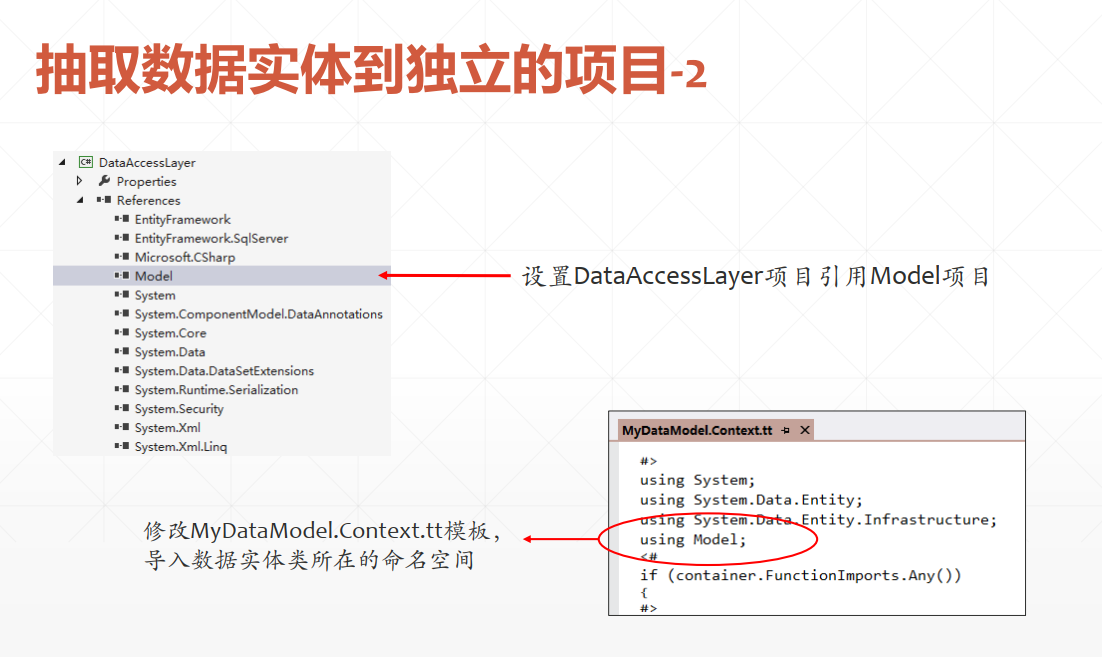 抽取数据实体到独立的项目-2
DataAccessLayer
Properties
References
EntityFramework
EntityFramework.SqlServer
Microsoft.CSharp
Model
System
System.ComponentModel.DataAnnotations
System.Core
System.Data
System.Data.DataSetExtensions
System.Runtime.Serialization
System.Security
System.Xml
System.Xml.Linq
设置DataAccessLayer项目引用Model项目
MyDataModel.Context.tt
#>
using System;
using System.Data.Entity;
using System.Data.Entity.Infrastructure;
using Model;
<#
if (container.FunctionImports.Any())
{
#>
修改MyDataModel.Context.tt模板，
导入数据实体类所在的命名空间